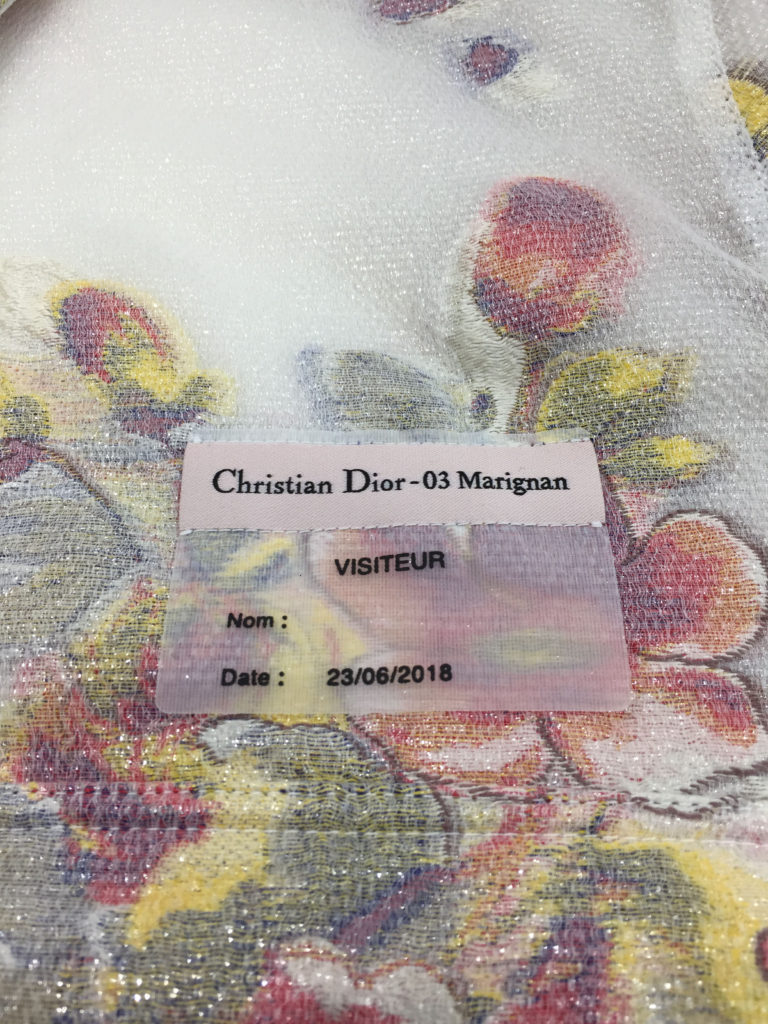 Christian Dior - 03 Marignan
VISITEUR
Nom :
Date : 23/06/2018